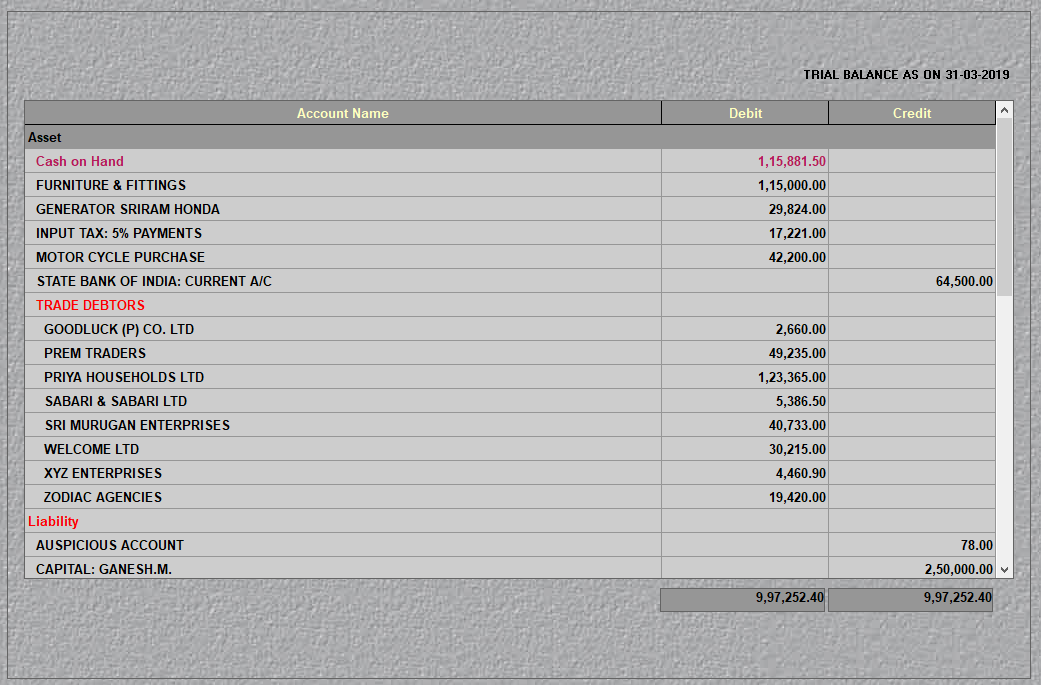 TRIAL BALANCE AS ON 31-03-2019
Account Name Debit Credit
Asset
Cash on Hand 1,15,881.50
FURNITURE & FITTINGS 1,15,000.00
GENERATOR SRIRAM HONDA 29,824.00
INPUT TAX: 5% PAYMENTS 17,221.00
MOTOR CYCLE PURCHASE 42,200.00
STATE BANK OF INDIA: CURRENT A/C 64,500.00
TRADE DEBTORS
GOODLUCK (P) CO. LTD 2,660.00
PREM TRADERS 49,235.00
PRIYA HOUSEHOLDS LTD 1,23,365.00
SABARI & SABARI LTD 5,386.50
SRI MURUGAN ENTERPRISES 40,733.00
WELCOME LTD 30,215.00
XYZ ENTERPRISES 4,460.90
ZODIAC AGENCIES 19,420.00
Liability
AUSPICIOUS ACCOUNT 78.00
CAPITAL: GANESH.M. 2,50,000.00
9,97,252.40 9,97,252.40